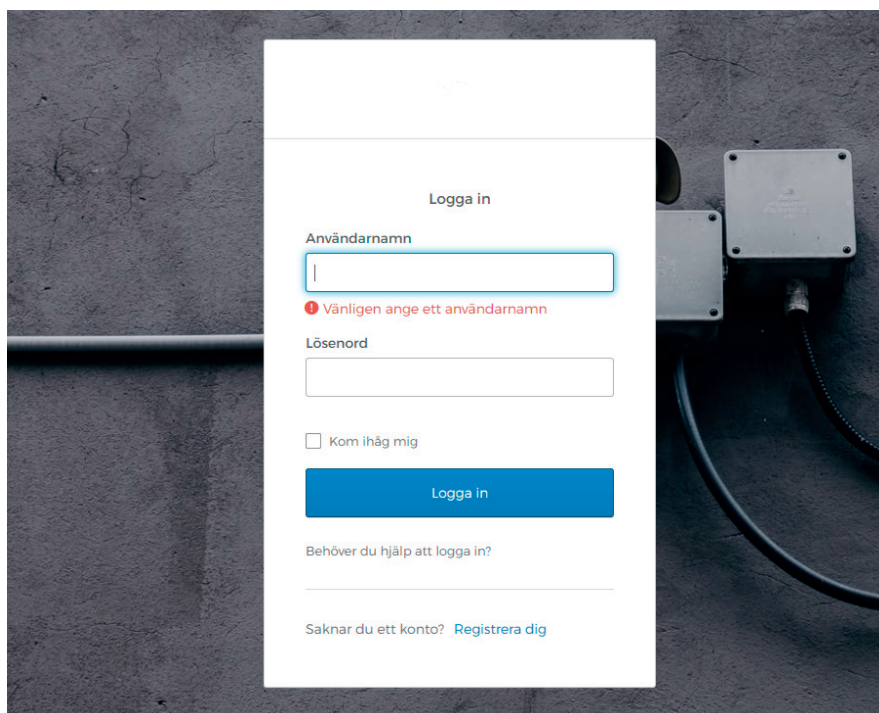 Logga in
Användarnamn
Vänligen ange ett användarnamn
Lösenord
Kom ihåg mig
Logga in
Behöver du hjälp att logga in?
Saknar du ett konto? Registrera dig